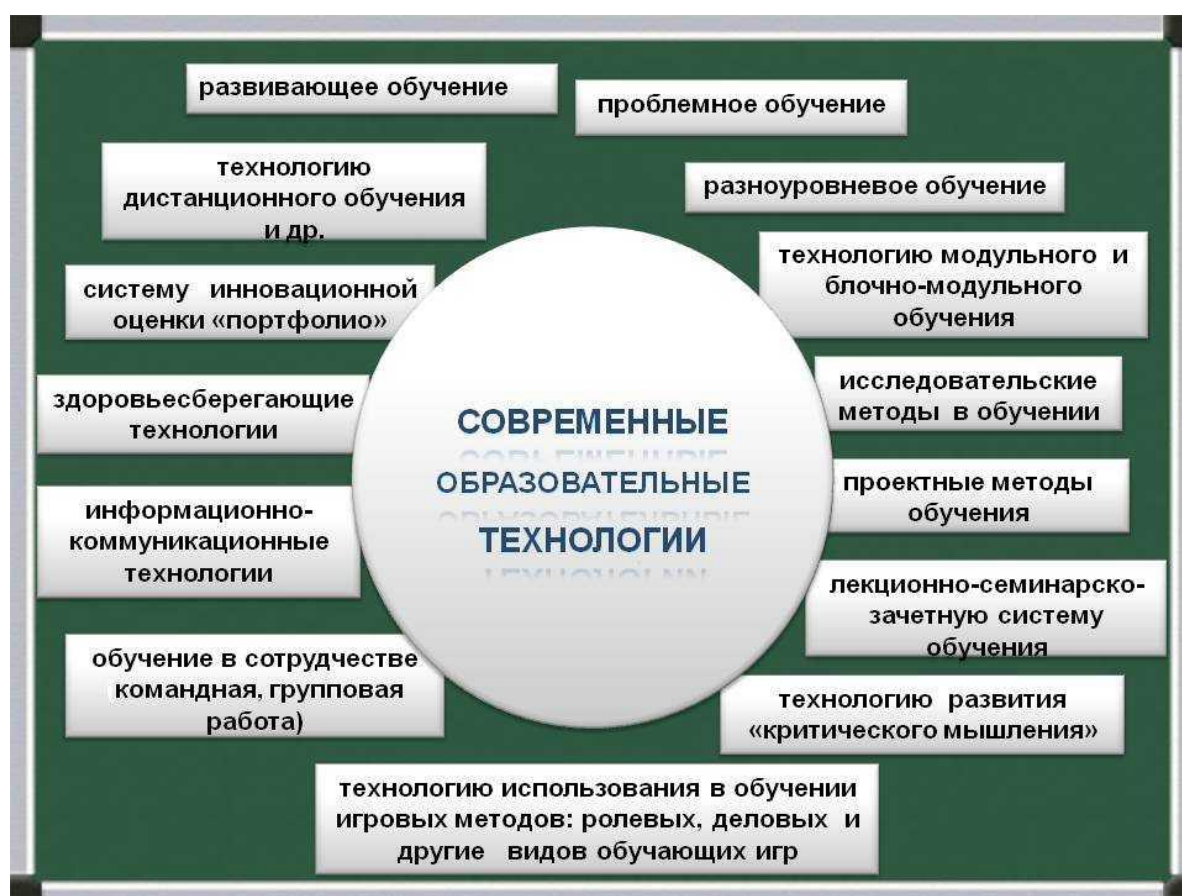 развивающее обучение
проблемное обучение
технологию
дистанционного обучения
и др.
разноуровневое обучение
систему инновационной
оценки «портфолио»
технологию модульного и
блочно-модульного
обучения
здоровьесберегающие
технологии
исследовательские
методы в обучении
СОВРЕМЕННЫЕ
ОБРАЗОВАТЕЛЬНЫЕ
ТЕХНОЛОГИИ
информационно-
коммуникационные
технологии
проектные методы
обучения
лекционно-семинарско-
зачетную систему
обучения
обучение в сотрудчестве
командная, групповая
работа)
технологию развития
«критического мышления»
технологию использования в обучении
игровых методов: ролевых, деловых и
другие видов обучающих игр